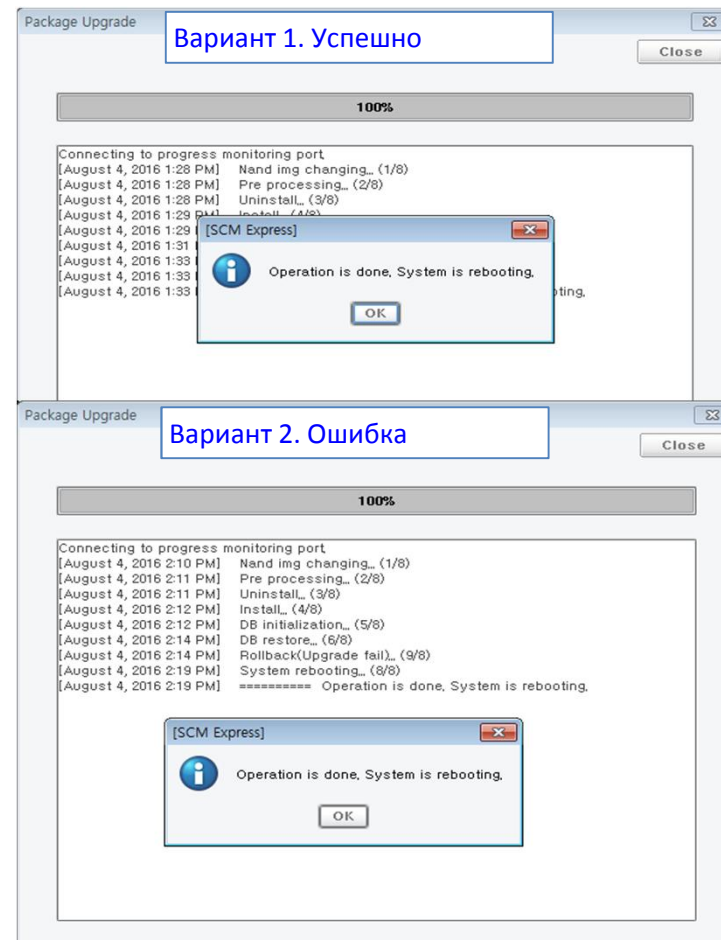 Package Upgrade
Вариант 1. Успешно
Close
100%
Connecting to progress monitoring port.
[August 4, 2016 1:28 PM] Nand img changing... (1/8)
[August 4, 2016 1:28 PM] Pre processing... (2/8)
[August 4, 2016 1:28 PM] Uninstall... (3/8)
[August 4, 2016 1:29 PM] Install... (4/8)
[August 4, 2016 1:29
[August 4, 2016 1:31
[August 4, 2016 1:33
[August 4, 2016 1:33
[August 4, 2016 1:33 oting.
[SCM Express]
Operation is done, System is rebooting.
OK
Package Upgrade
Вариант 2. Ошибка
Close
100%
Connecting to progress monitoring port.
[August 4, 2016 2:10 PM] Nand img changing... (1/8)
[August 4, 2016 2:11 PM] Pre processing... (2/8)
[August 4, 2016 2:11 PM] Uninstall... (3/8)
[August 4, 2016 2:12 PM] Install... (4/8)
[August 4, 2016 2:12 PM] DB initialization... (5/8)
[August 4, 2016 2:14 PM] DB restore... (6/8)
[August 4, 2016 2:14 PM] Rollback(Upgrade fail)... (9/8)
[August 4, 2016 2:19 PM] System rebooting... (8/8)
[August 4, 2016 2:19 PM] ========== Operation is done, System is rebooting.
[SCM Express]
Operation is done, System is rebooting.
OK